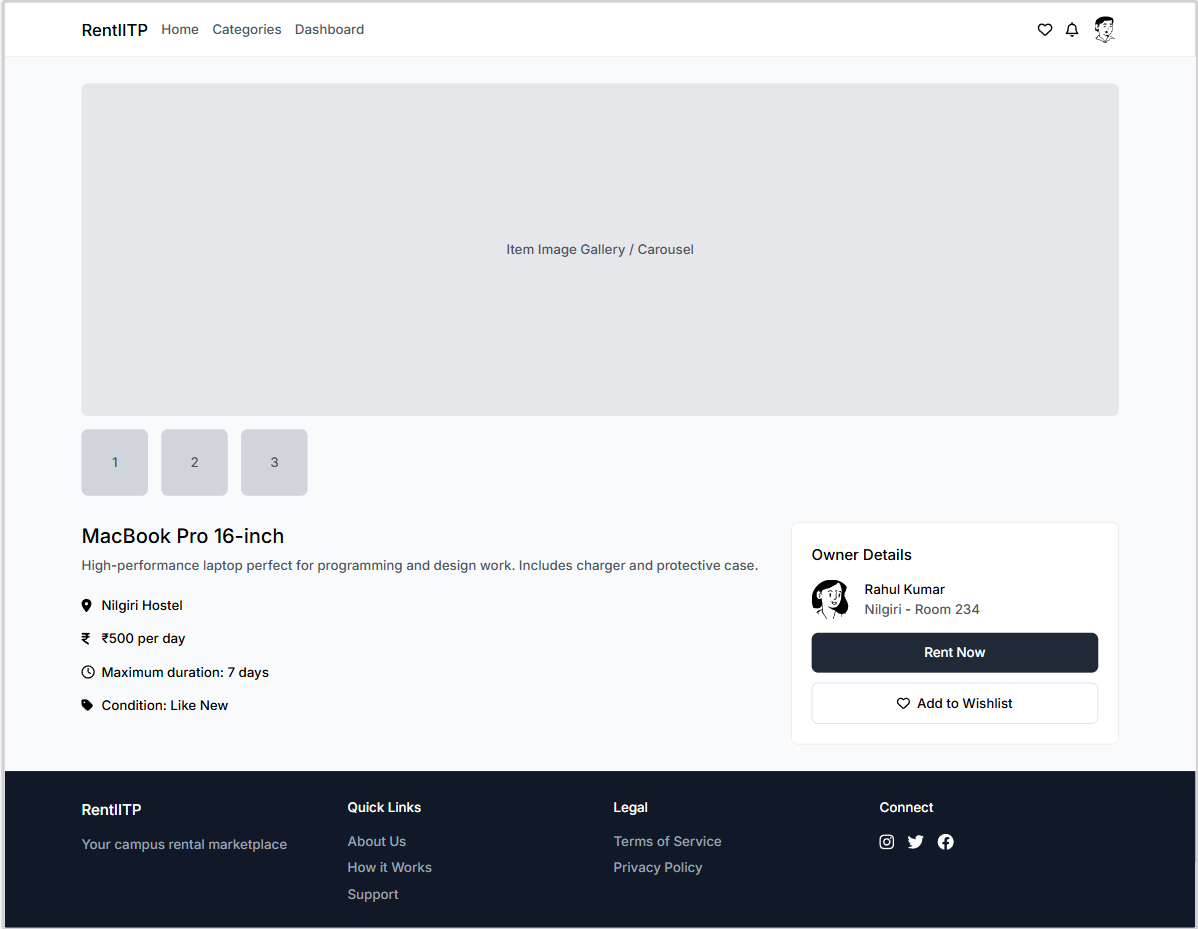 RentIITP Home Categories Dashboard
Item Image Gallery / Carousel
1 2 3
MacBook Pro 16-inch
High-performance laptop perfect for programming and design work. Includes charger and protective case.
Nilgiri Hostel
₹ ₹500 per day
Maximum duration: 7 days
Condition: Like New
Owner Details
Rahul Kumar
Nilgiri - Room 234
Rent Now
Add to Wishlist
RentIITP
Your campus rental marketplace
Quick Links
About Us
How it Works
Support
Legal
Terms of Service
Privacy Policy
Connect